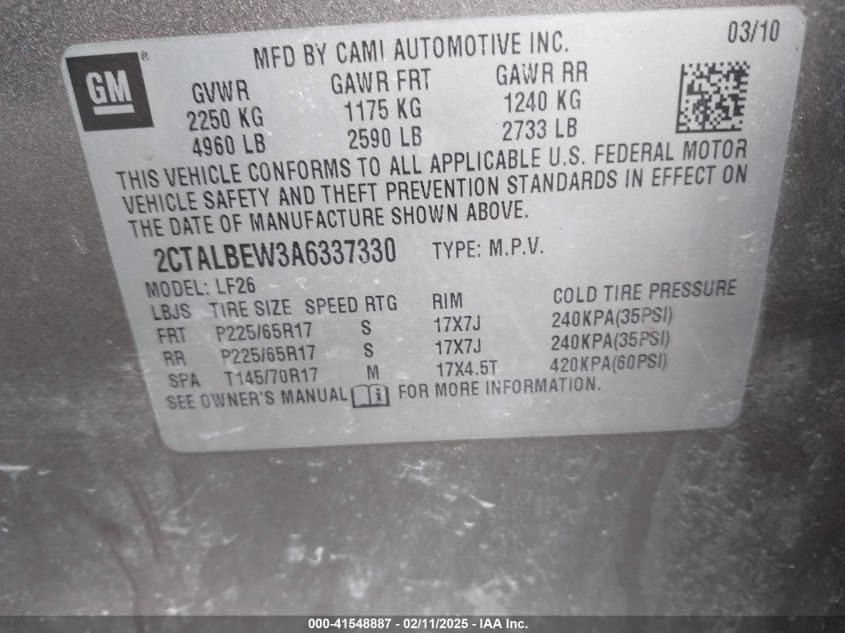 GM
®
MFD BY CAMI AUTOMOTIVE INC.
03/10
GVWR GAWR FRT GAWR RR
2250 KG 1175 KG 1240 KG
4960 LB 2590 LB 2733 LB
THIS VEHICLE CONFORMS TO ALL APPLICABLE U.S. FEDERAL MOTOR
VEHICLE SAFETY AND THEFT PREVENTION STANDARDS IN EFFECT ON
THE DATE OF MANUFACTURE SHOWN ABOVE.
2CTALBEW3A6337330 TYPE: M.P.V.
MODEL: LF26
LBJS TIRE SIZE SPEED RTG RIM COLD TIRE PRESSURE
FRT P225/65R17 S 17X7J 240KPA(35PSI)
RR P225/65R17 S 17X7J 240KPA(35PSI)
SPA T145/70R17 M 17X4.5T 420KPA(60PSI)
SEE OWNER'S MANUAL i FOR MORE INFORMATION.
000-41548887 - 02/11/2025 - IAA Inc.